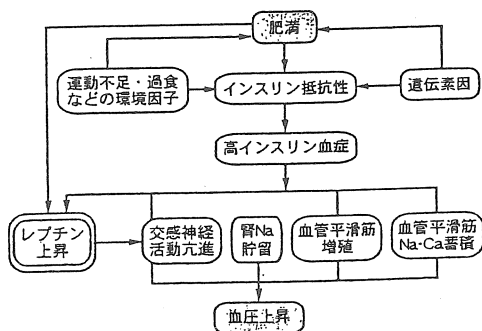 肥満
運動不足・過食
などの環境因子
インスリン抵抗性
遺伝素因
高インスリン血症
レプチン
上昇
交感神経
活動亢進
腎Na
貯留
血管平滑筋
増殖
血管平滑筋
Na・Ca蓄積
血圧上昇